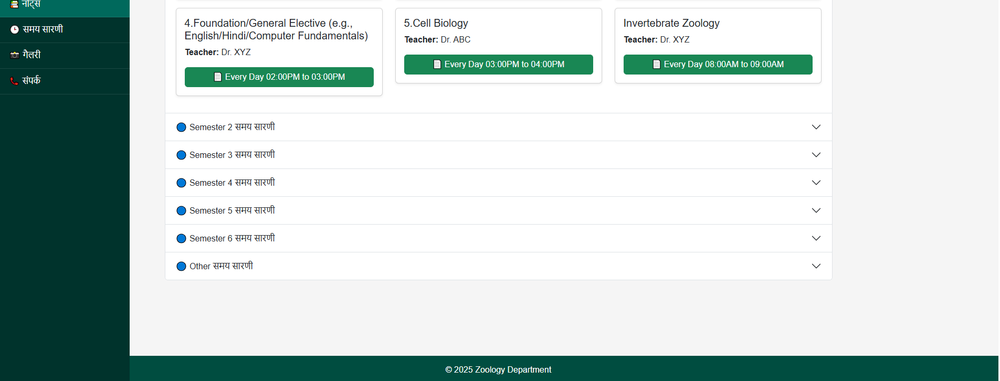 नोट्स
समय सारणी
गैलरी
संपर्क
4.Foundation/General Elective (e.g.,
English/Hindi/Computer Fundamentals)
Teacher: Dr. XYZ
Every Day 02:00PM to 03:00PM
5.Cell Biology
Teacher: Dr. ABC
Every Day 03:00PM to 04:00PM
Invertebrate Zoology
Teacher: Dr. XYZ
Every Day 08:00AM to 09:00AM
Semester 2 समय सारणी
Semester 3 समय सारणी
Semester 4 समय सारणी
Semester 5 समय सारणी
Semester 6 समय सारणी
Other समय सारणी
© 2025 Zoology Department